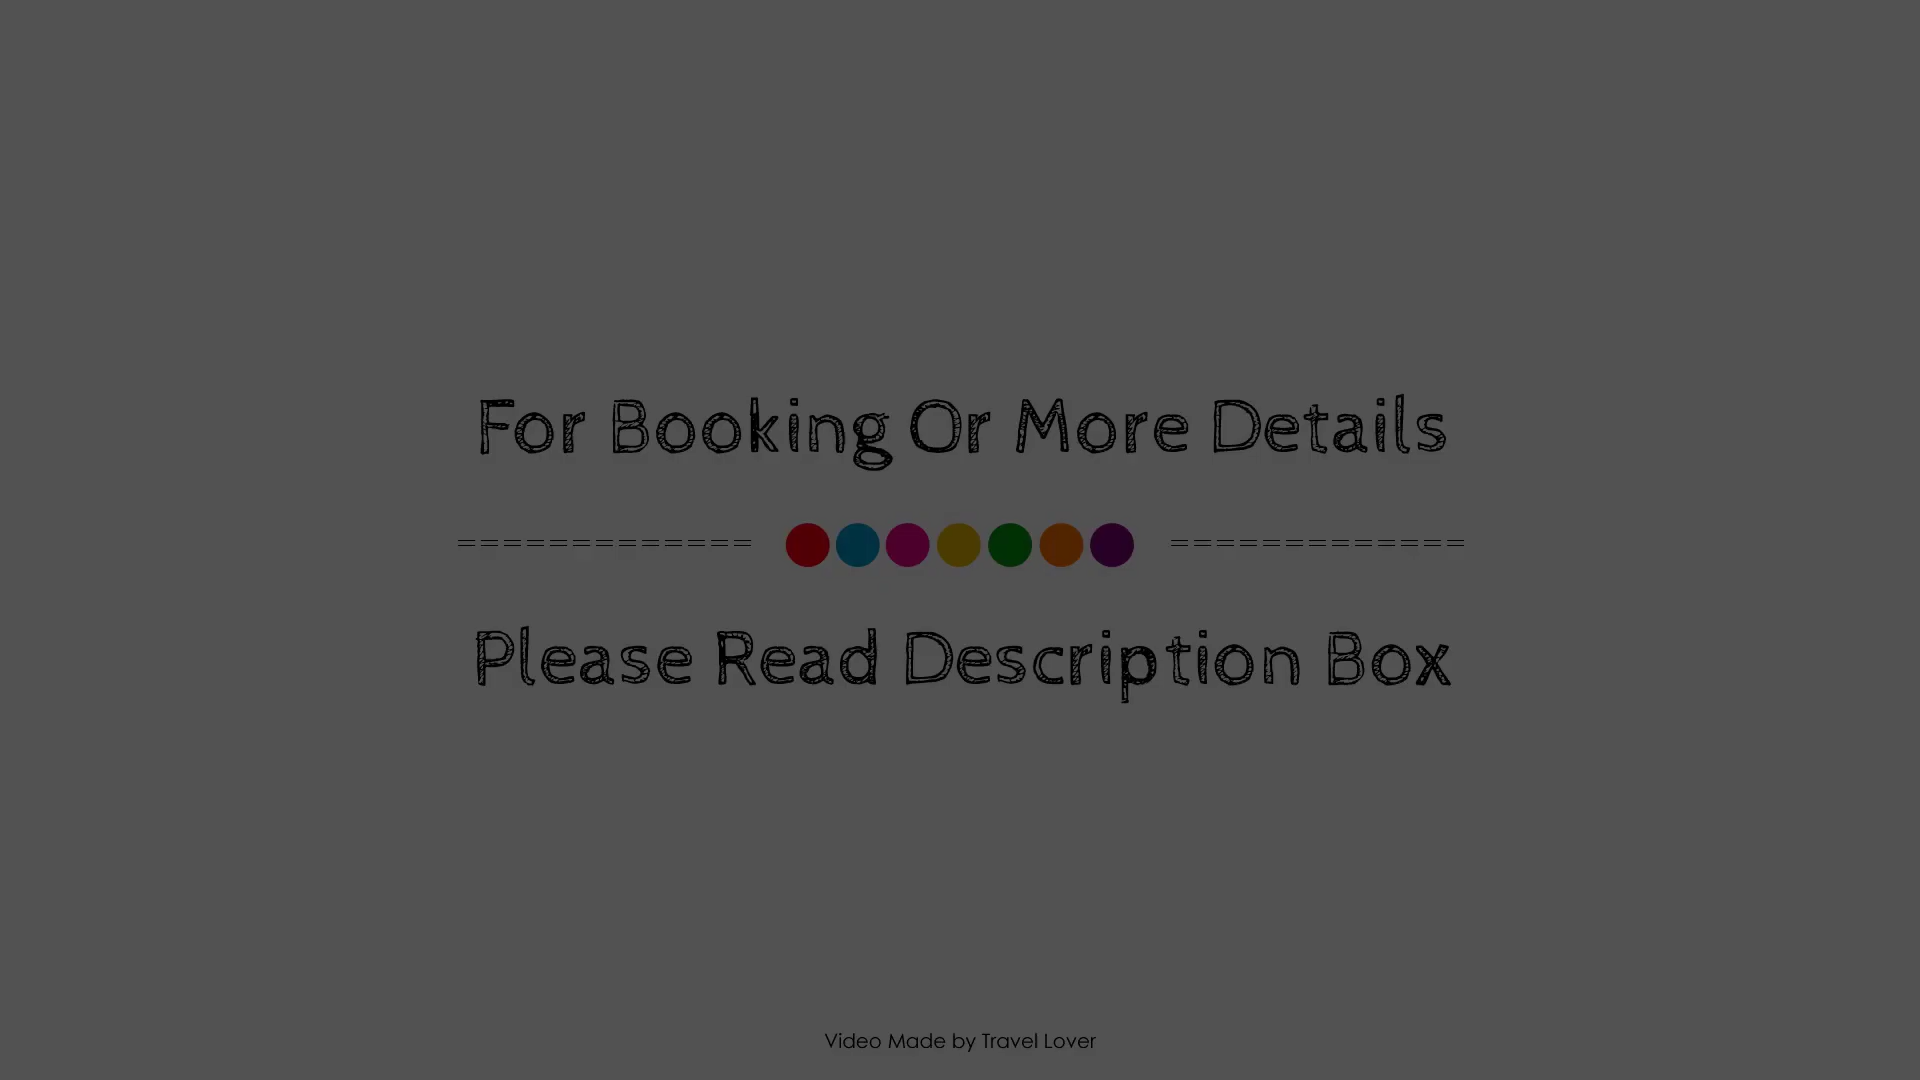 For Booking Or More Details
============= =============
Please Read Description Box
Video Made by Travel Lover